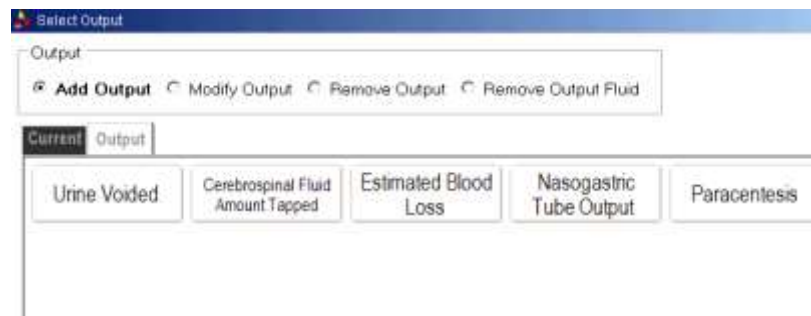 Select Output
Output
Add Output Modify Output Remove Output Remove Output Fluid
Current Output
Urine Voided
Cerebrospinal Fluid
Amount Tapped
Estimated Blood
Loss
Nasogastric
Tube Output
Paracentesis